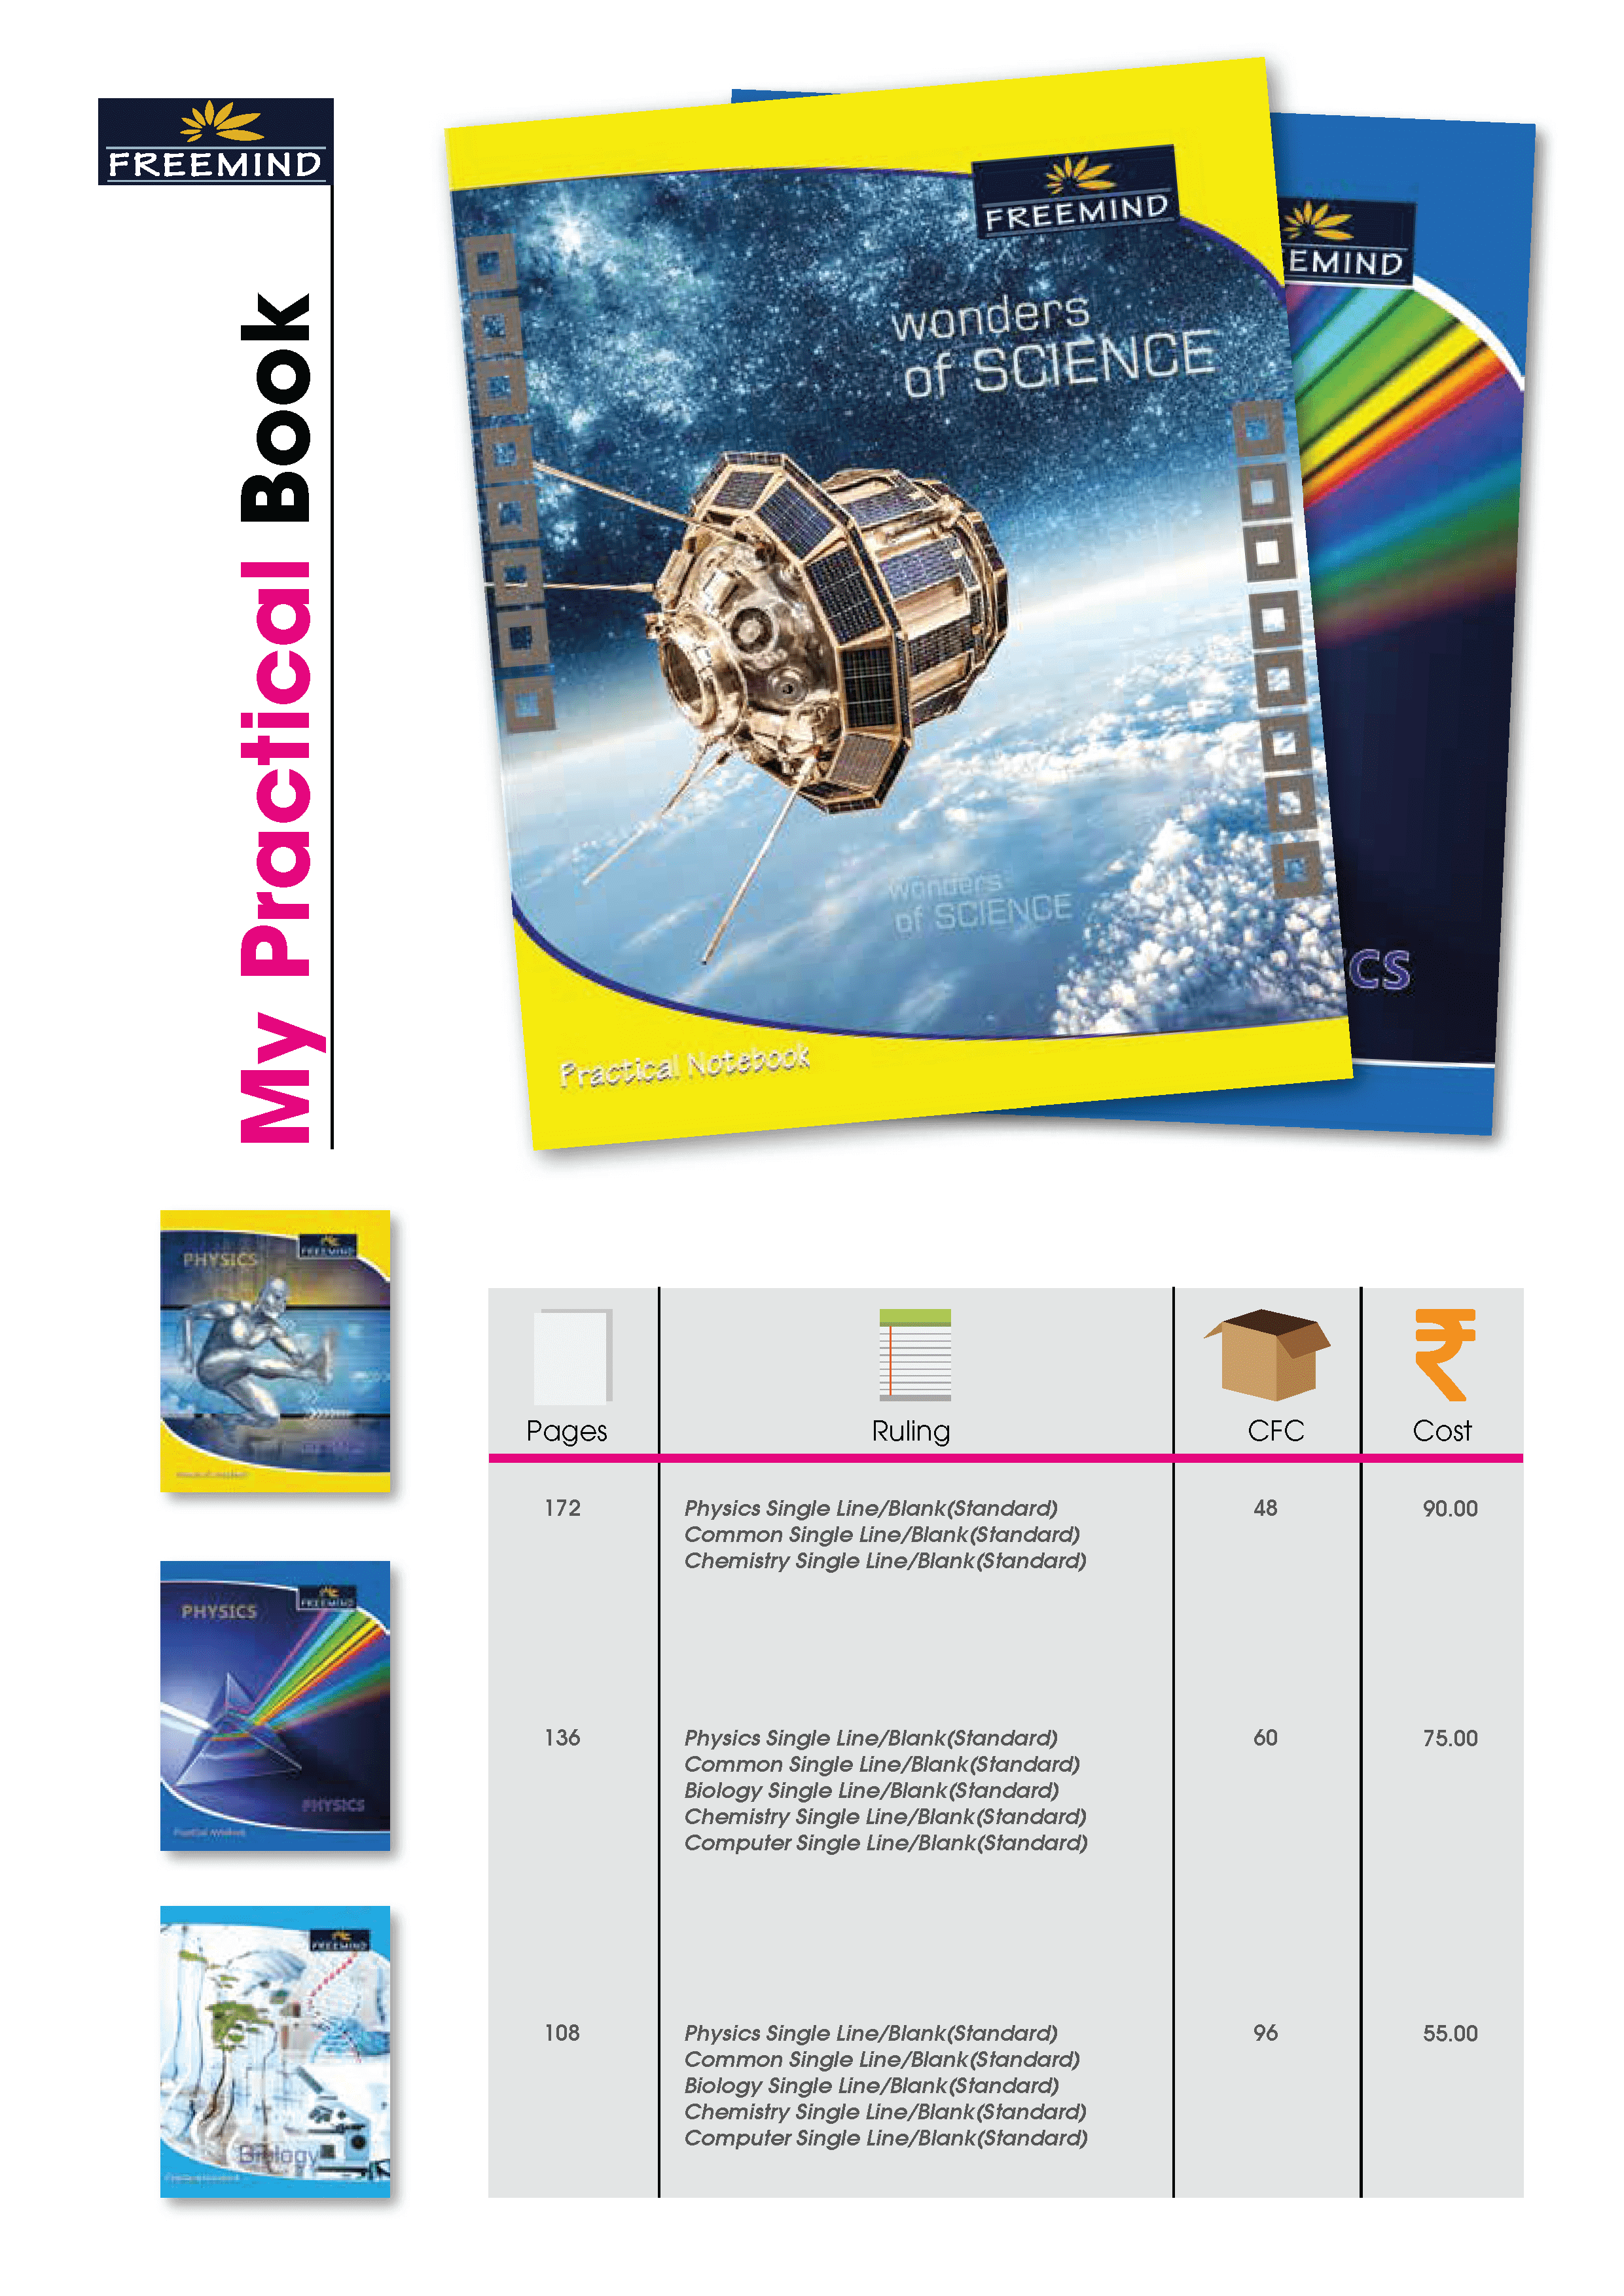 FREEMIND
My Practical Book
FREEMIND
wonders
of SCIENCE
wonders
of SCIENCE
Practical Notebook
EMIND
CS
PHYSICS
FREEMIND
PHYSICS
FREEMIND
PHYSICS
Practical Notebook
FREEMIND
Biology
Pages
Ruling
CFC
Cost
172
Physics Single Line/Blank(Standard)
48
90.00
Common Single Line/Blank(Standard)
Chemistry Single Line/Blank(Standard)
136
Physics Single Line/Blank(Standard)
60
75.00
Common Single Line/Blank(Standard)
Biology Single Line/Blank(Standard)
Chemistry Single Line/Blank(Standard)
Computer Single Line/Blank(Standard)
108
Physics Single Line/Blank(Standard)
96
55.00
Common Single Line/Blank(Standard)
Biology Single Line/Blank(Standard)
Chemistry Single Line/Blank(Standard)
Computer Single Line/Blank(Standard)